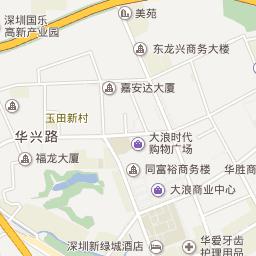 美苑
深圳国乐
高新产业园
东龙兴商务大楼
嘉安达大厦
玉田新村
华兴路
大浪时代
购物广场
福龙大厦
同富裕商务楼
华胜商
大浪商业中心
深圳新绿城酒店
华爱牙齿
护理用品